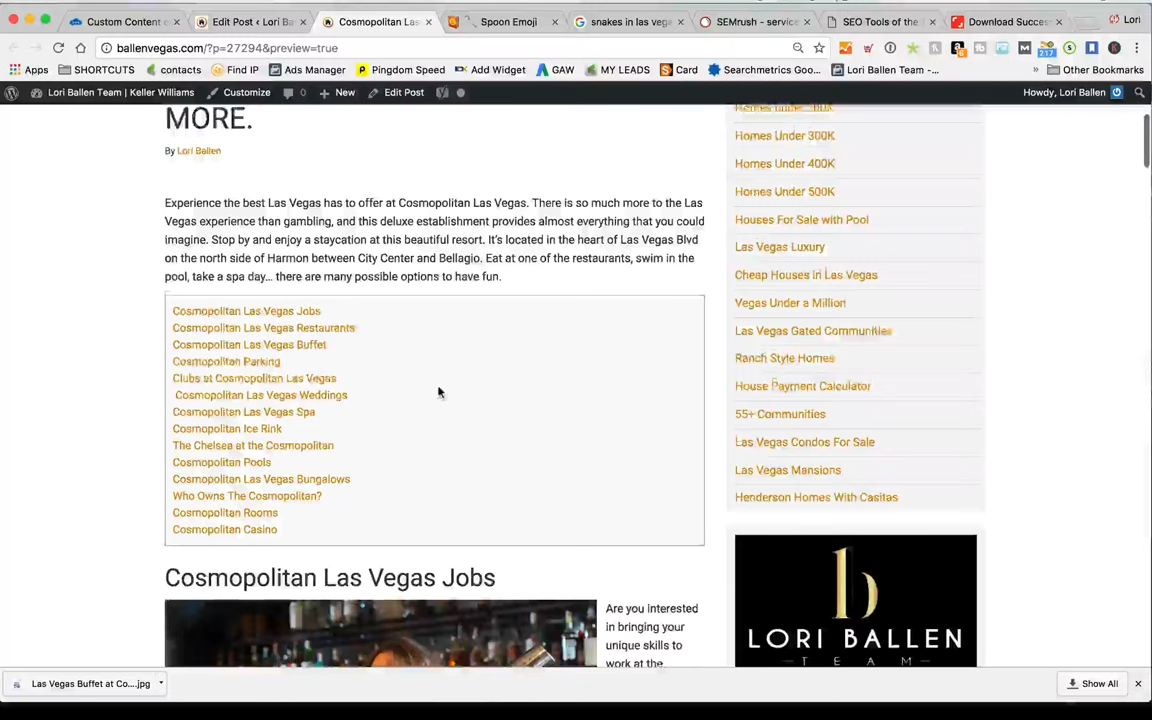 Custom Content o
Edit Post ‹ Lori Ba
Cosmopolitan Las
Spoon Emoji
snakes in las vega
SEMrush - service
SEO Tools of the
Download Succes
Lori
ballenvegas.com/?p=27294&preview=true
217
Apps
SHORTCUTS
contacts
Find IP
Ads Manager
Pingdom Speed
Add Widget
GAW
MY LEADS
Card
Searchmetrics Goo...
Lori Ballen Team -...
Other Bookmarks
Lori Ballen Team | Keller Williams
Customize
0
New
Edit Post
Howdy, Lori Ballen
MORE.
By Lori Ballen
Experience the best Las Vegas has to offer at Cosmopolitan Las Vegas. There is so much more to the Las
Vegas experience than gambling, and this deluxe establishment provides almost everything that you could
imagine. Stop by and enjoy a staycation at this beautiful resort. It's located in the heart of Las Vegas Blvd
on the north side of Harmon between City Center and Bellagio. Eat at one of the restaurants, swim in the
pool, take a spa day… there are many possible options to have fun.
Cosmopolitan Las Vegas Jobs
Cosmopolitan Las Vegas Restaurants
Cosmopolitan Las Vegas Buffet
Cosmopolitan Parking
Clubs at Cosmopolitan Las Vegas
Cosmopolitan Las Vegas Weddings
Cosmopolitan Las Vegas Spa
Cosmopolitan Ice Rink
The Chelsea at the Cosmopolitan
Cosmopolitan Pools
Cosmopolitan Las Vegas Bungalows
Who Owns The Cosmopolitan?
Cosmopolitan Rooms
Cosmopolitan Casino
Cosmopolitan Las Vegas Jobs
Are you interested
in bringing your
unique skills to
work at the
Homes Under
Homes Under 300K
Homes Under 400K
Homes Under 500K
Houses For Sale with Pool
Las Vegas Luxury
Cheap Houses in Las Vegas
Vegas Under a Million
Las Vegas Gated Communities
Ranch Style Homes
House Payment Calculator
55+ Communities
Las Vegas Condos For Sale
Las Vegas Mansions
Henderson Homes With Casitas
b
LORI BALLEN
TEAM
Las Vegas Buffet at Co....jpg
Show All